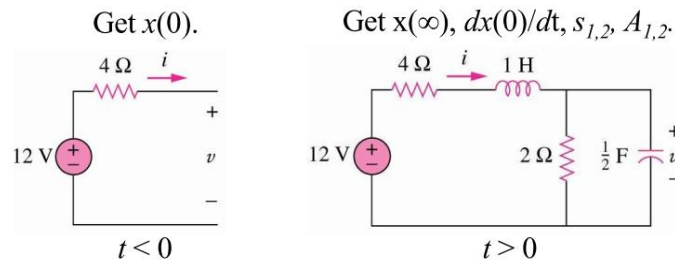 Get x(0).
Get x(∞), dx(0)/dt, s1,2, A1,2.
4 Ω
i
12 V
+
−
+
v
−
t < 0
4 Ω
i
1 H
12 V
+
−
2 Ω
1/2 F
+
−
t > 0